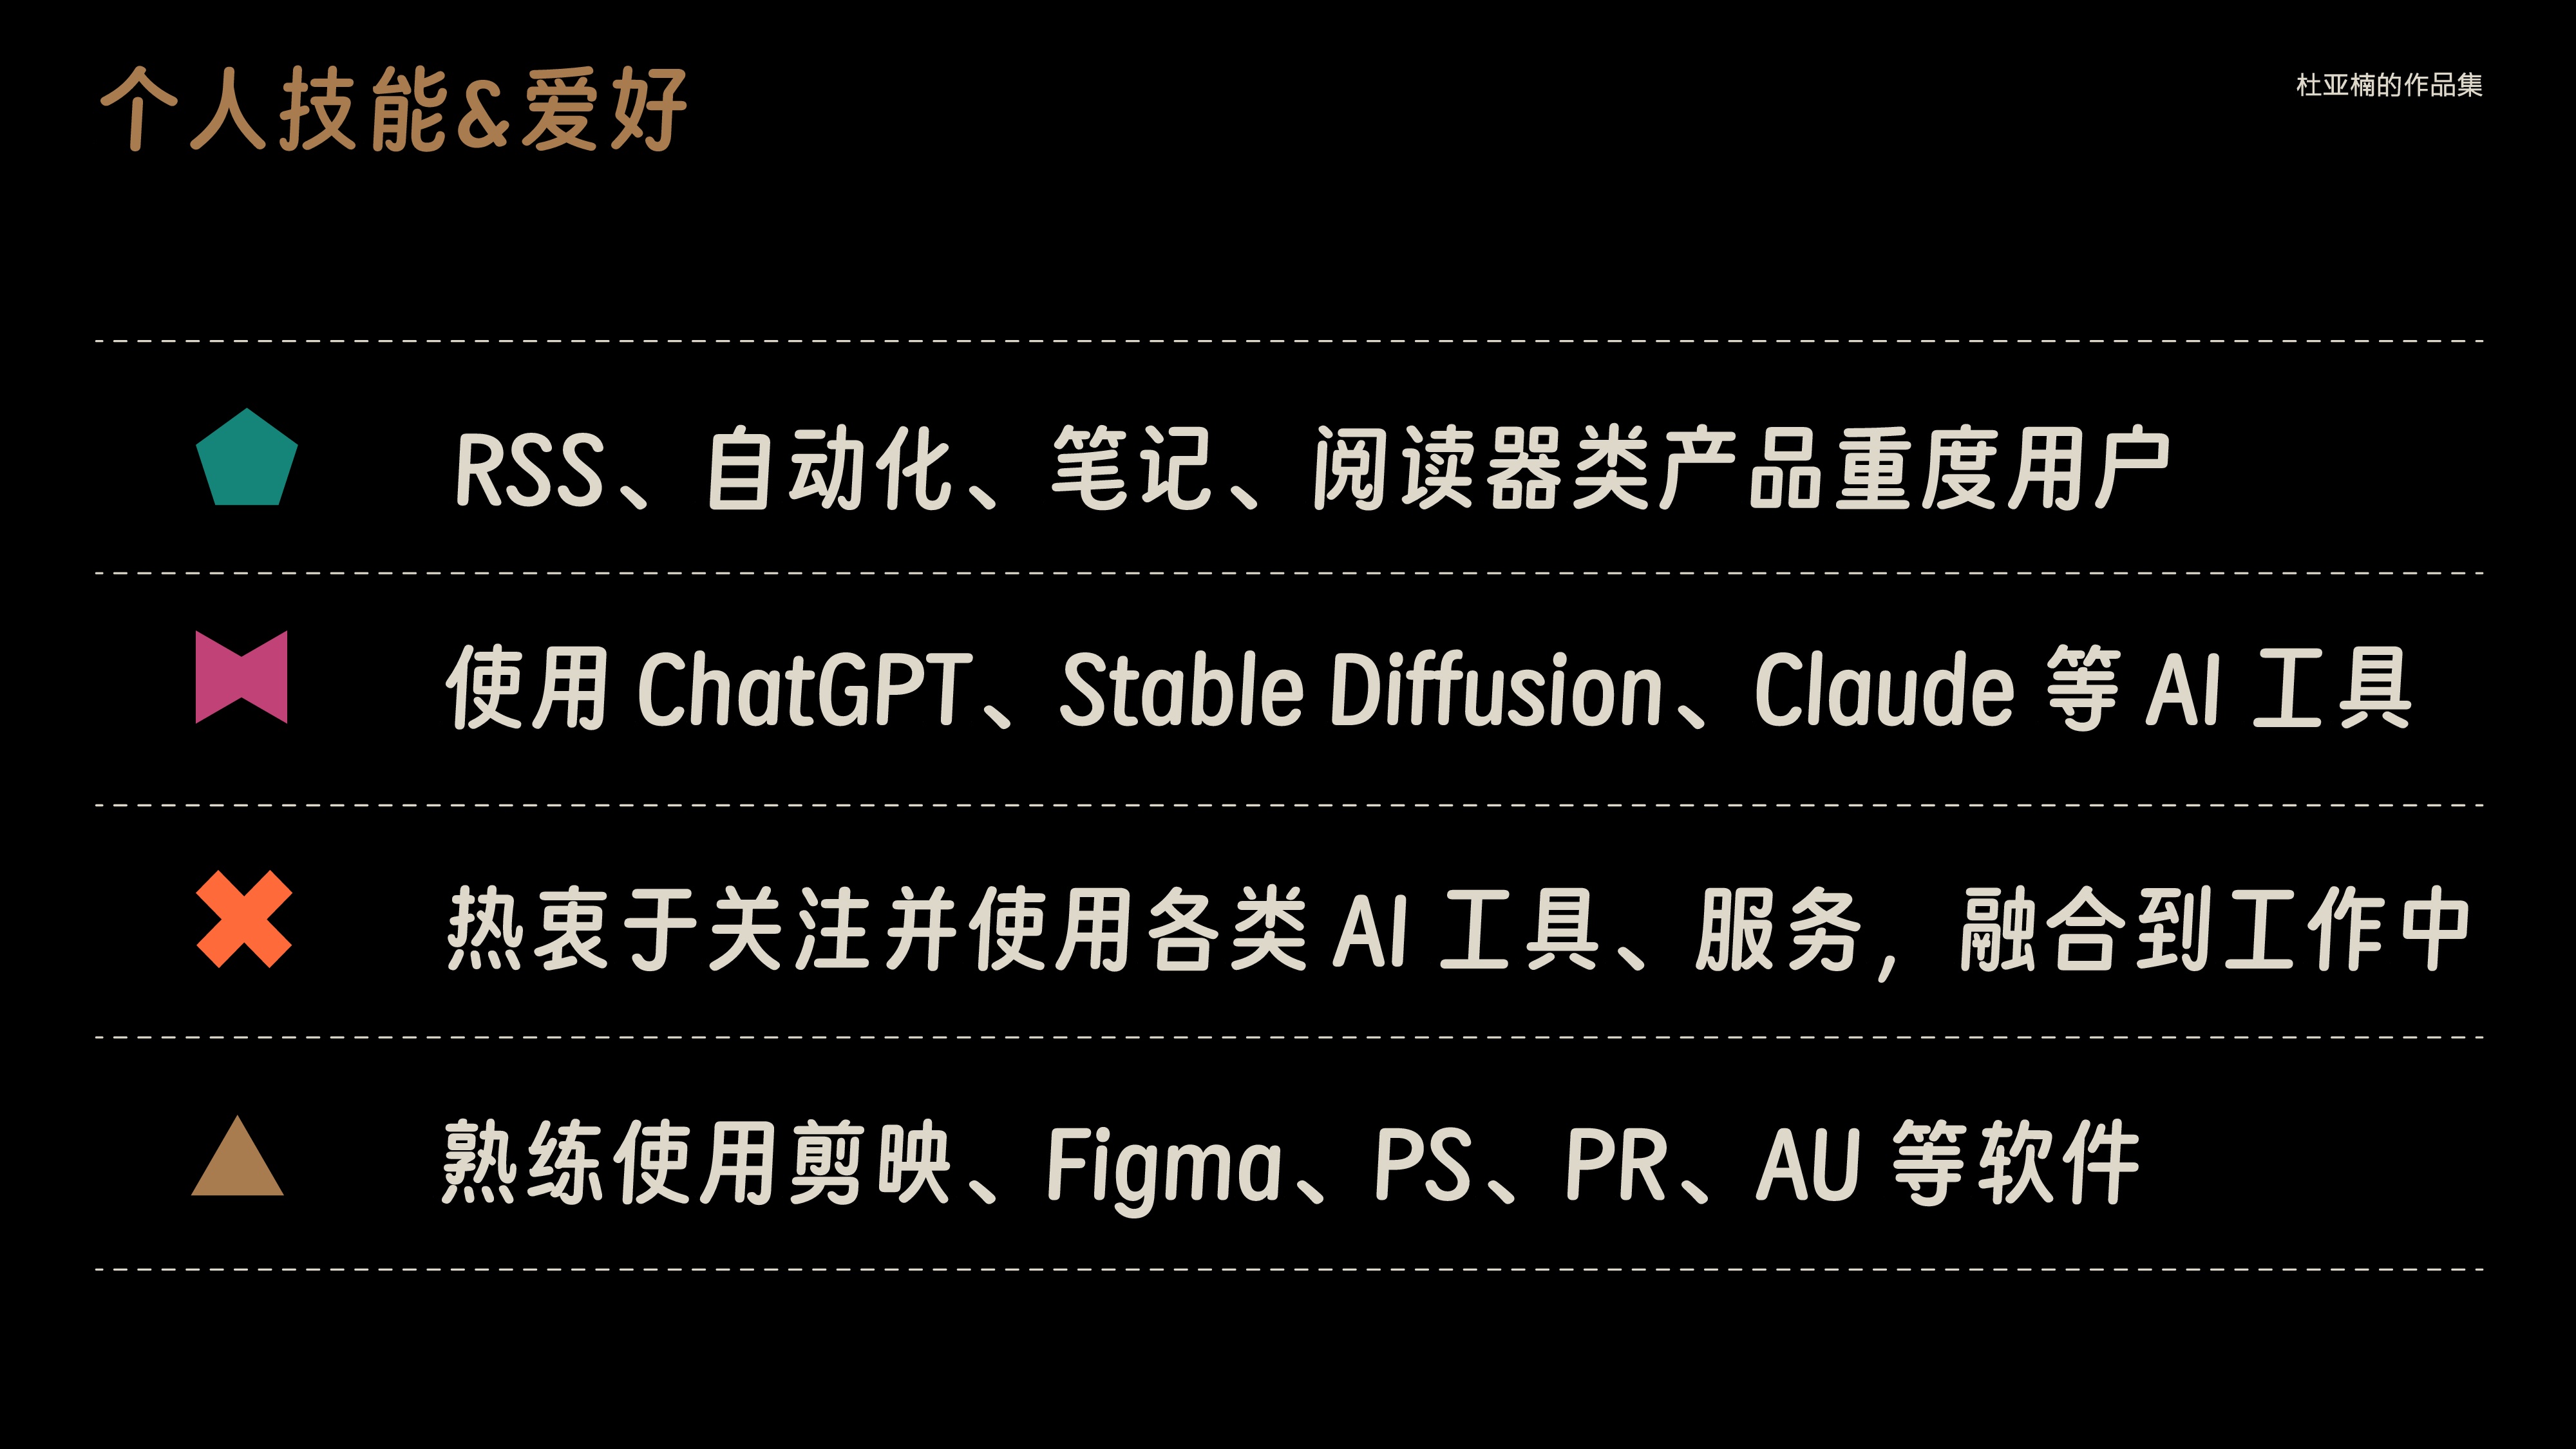 个人技能&爱好
杜亚楠的作品集
RSS、自动化、笔记、阅读器类产品重度用户
使用 ChatGPT、Stable Diffusion、Claude 等 AI 工具
热衷于关注并使用各类 AI 工具、服务，融合到工作中
熟练使用剪映、Figma、PS、PR、AU 等软件